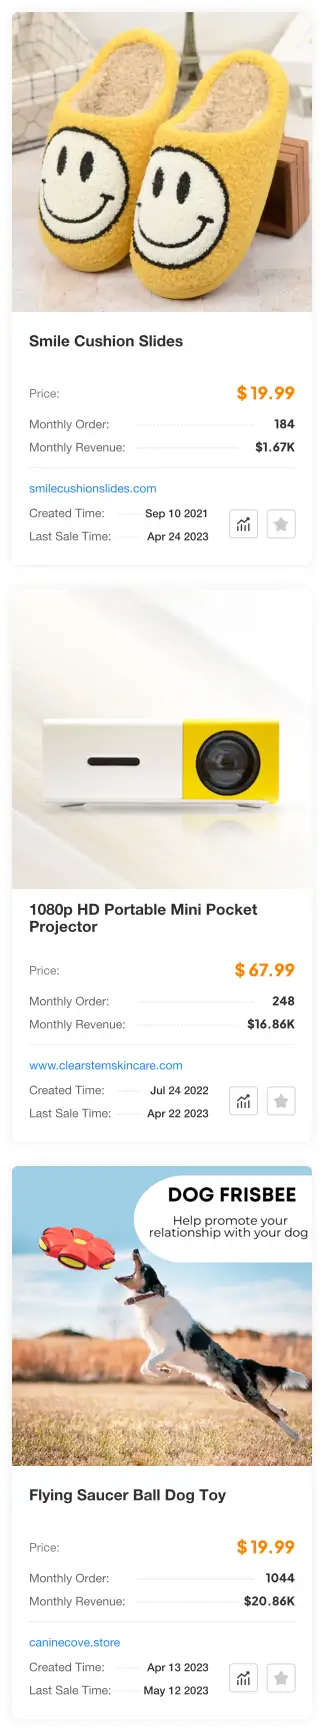 Smile Cushion Slides
Price: $ 19.99
Monthly Order: 184
Monthly Revenue: $1.67K
smilecushionslides.com
Created Time: Sep 10 2021
Last Sale Time: Apr 24 2023
1080p HD Portable Mini Pocket
Projector
Price: $ 67.99
Monthly Order: 248
Monthly Revenue: $16.86K
www.clearstemskincare.com
Created Time: Jul 24 2022
Last Sale Time: Apr 22 2023
DOG FRISBEE
Help promote your
relationship with your dog
Flying Saucer Ball Dog Toy
Price: $ 19.99
Monthly Order: 1044
Monthly Revenue: $20.86K
caninecove.store
Created Time: Apr 13 2023
Last Sale Time: May 12 2023